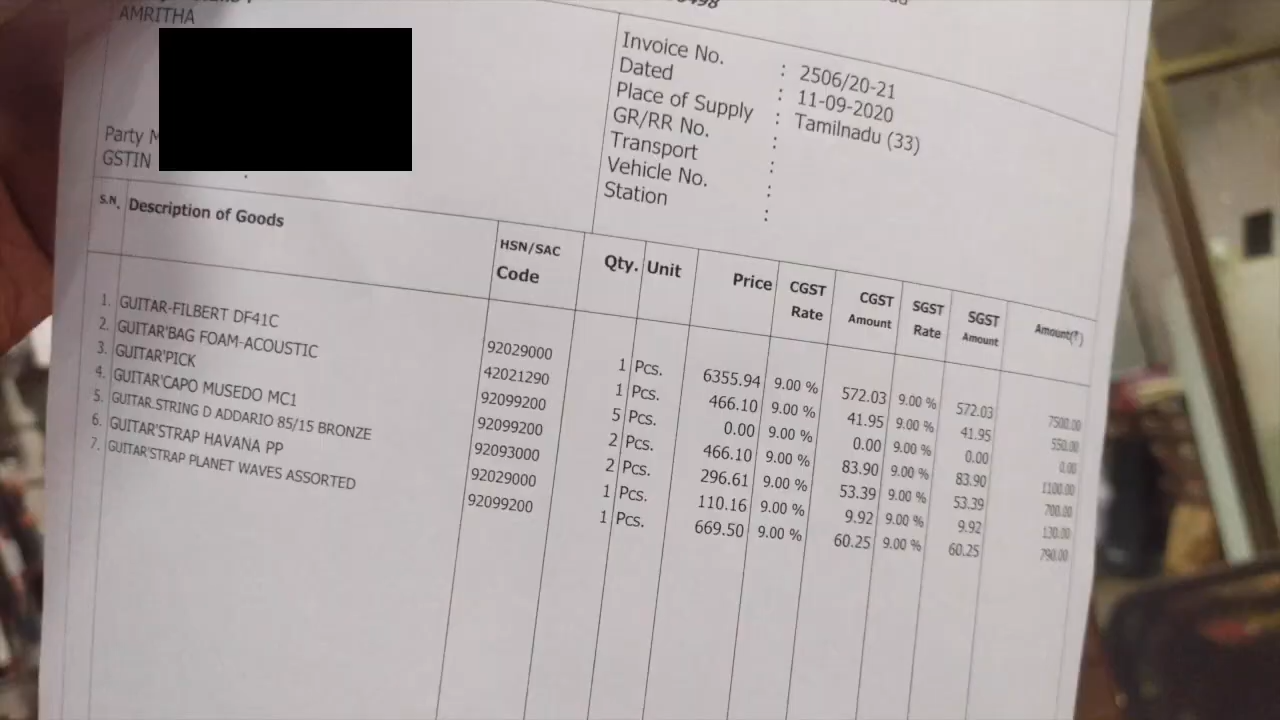 AMRITHA
Party
GSTIN
Invoice No. : 2506/20-21
Dated : 11-09-2020
Place of Supply : Tamilnadu (33)
GR/RR No. :
Transport :
Vehicle No. :
Station :
S.N. Description of Goods HSN/SAC Code Qty. Unit Price CGST Rate CGST Amount SGST Rate SGST Amount Amount(₹)
1. GUITAR-FILBERT DF41C 92029000 1 Pcs. 6355.94 9.00 % 572.03 9.00 % 572.03 7500.00
2. GUITAR'BAG FOAM-ACOUSTIC 42021290 1 Pcs. 466.10 9.00 % 41.95 9.00 % 41.95 550.00
3. GUITAR'PICK 92099200 5 Pcs. 0.00 9.00 % 0.00 9.00 % 0.00 0.00
4. GUITAR'CAPO MUSEDO MC1 92099200 2 Pcs. 466.10 9.00 % 83.90 9.00 % 83.90 1100.00
5. GUITAR.STRING D ADDARIO 85/15 BRONZE 92093000 2 Pcs. 296.61 9.00 % 53.39 9.00 % 53.39 700.00
6. GUITAR'STRAP HAVANA PP 92029000 1 Pcs. 110.16 9.00 % 9.92 9.00 % 9.92 130.00
7. GUITAR'STRAP PLANET WAVES ASSORTED 92099200 1 Pcs. 669.50 9.00 % 60.25 9.00 % 60.25 790.00